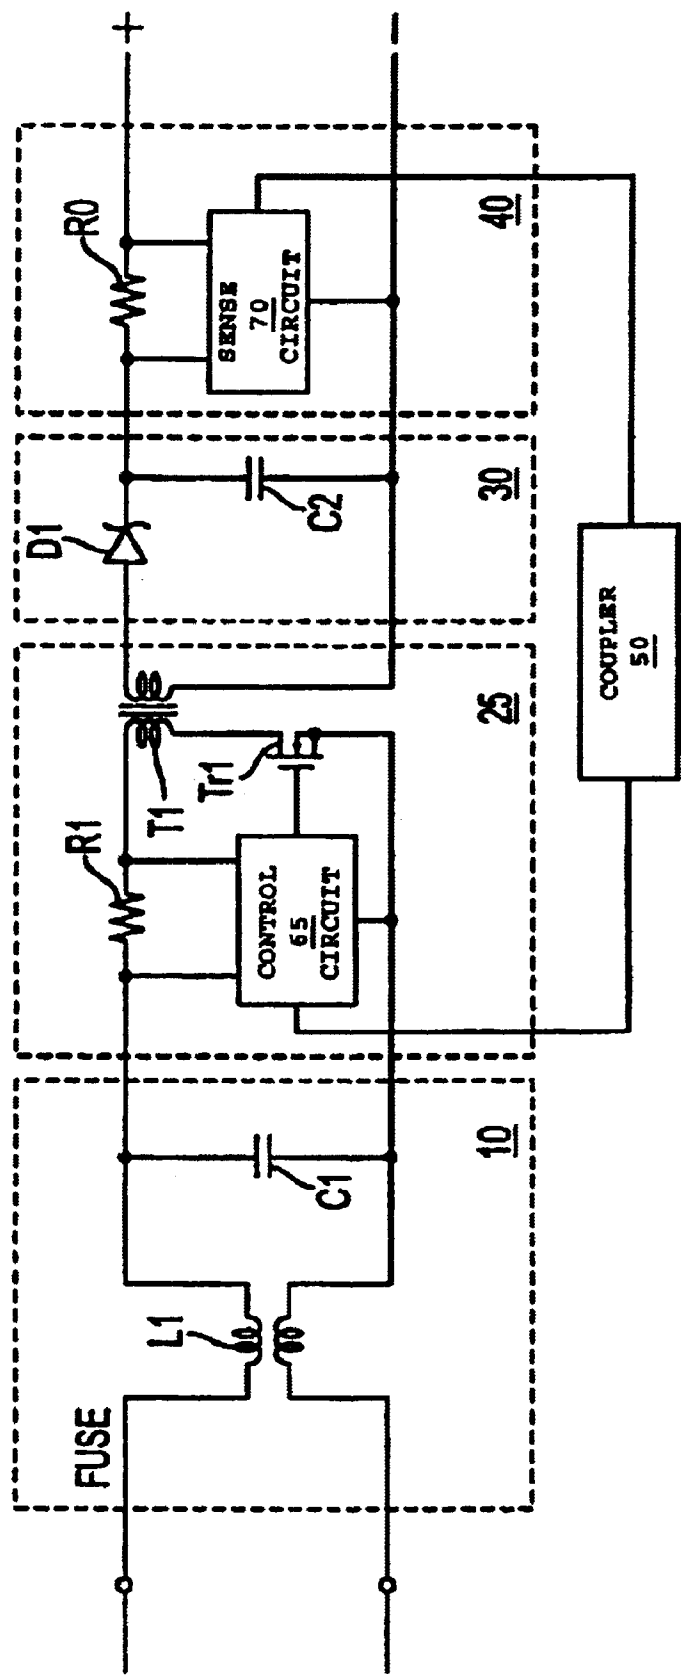 FUSE
L1
C1
10
R1
CONTROL
65
CIRCUIT
T1
Tr1
25
D1
C2
30
R0
SENSE
70
CIRCUIT
40
+
−
COUPLER
50